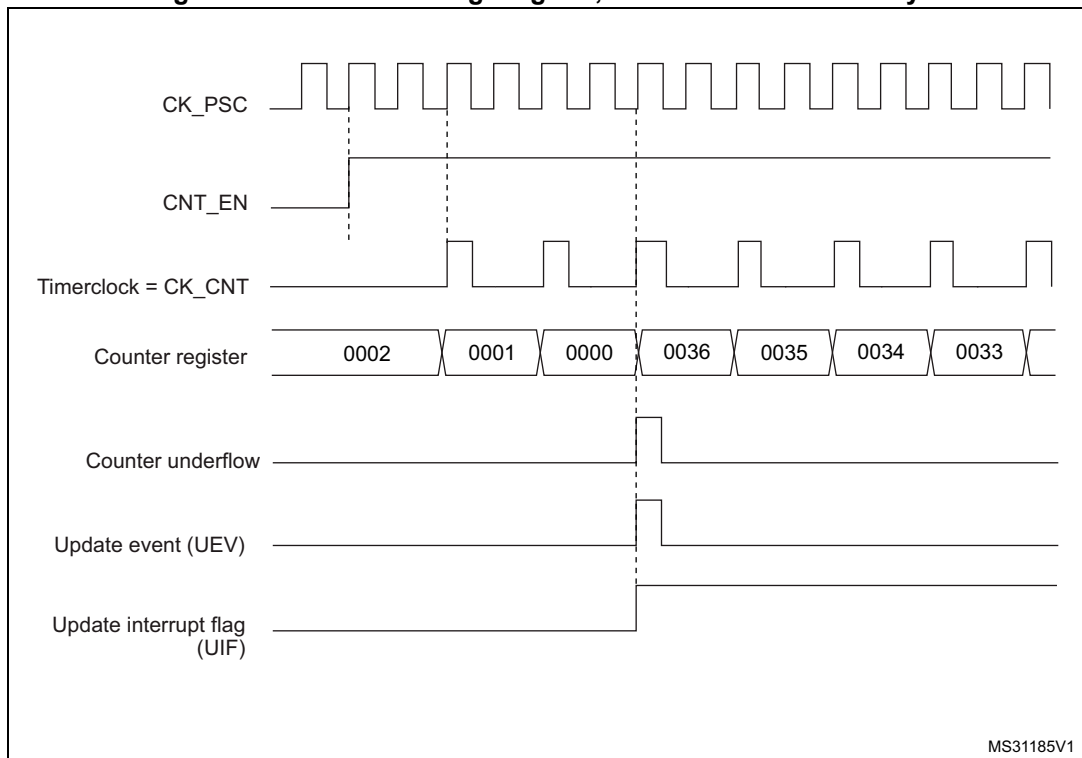 CK_PSC
CNT_EN
Timerclock = CK_CNT
Counter register 0002 0001 0000 0036 0035 0034 0033
Counter underflow
Update event (UEV)
Update interrupt flag
(UIF)
MS31185V1